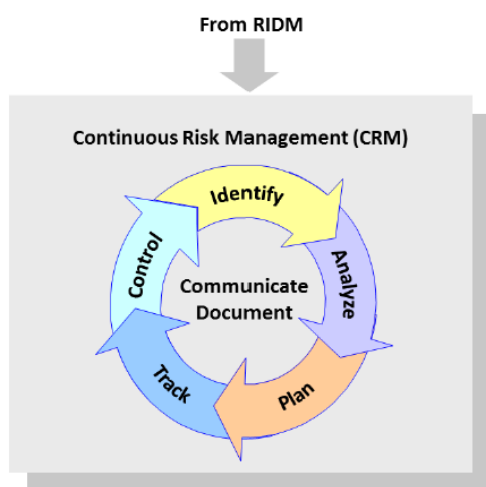 From RIDM
Continuous Risk Management (CRM)
Identify
Analyze
Plan
Track
Control
Communicate
Document